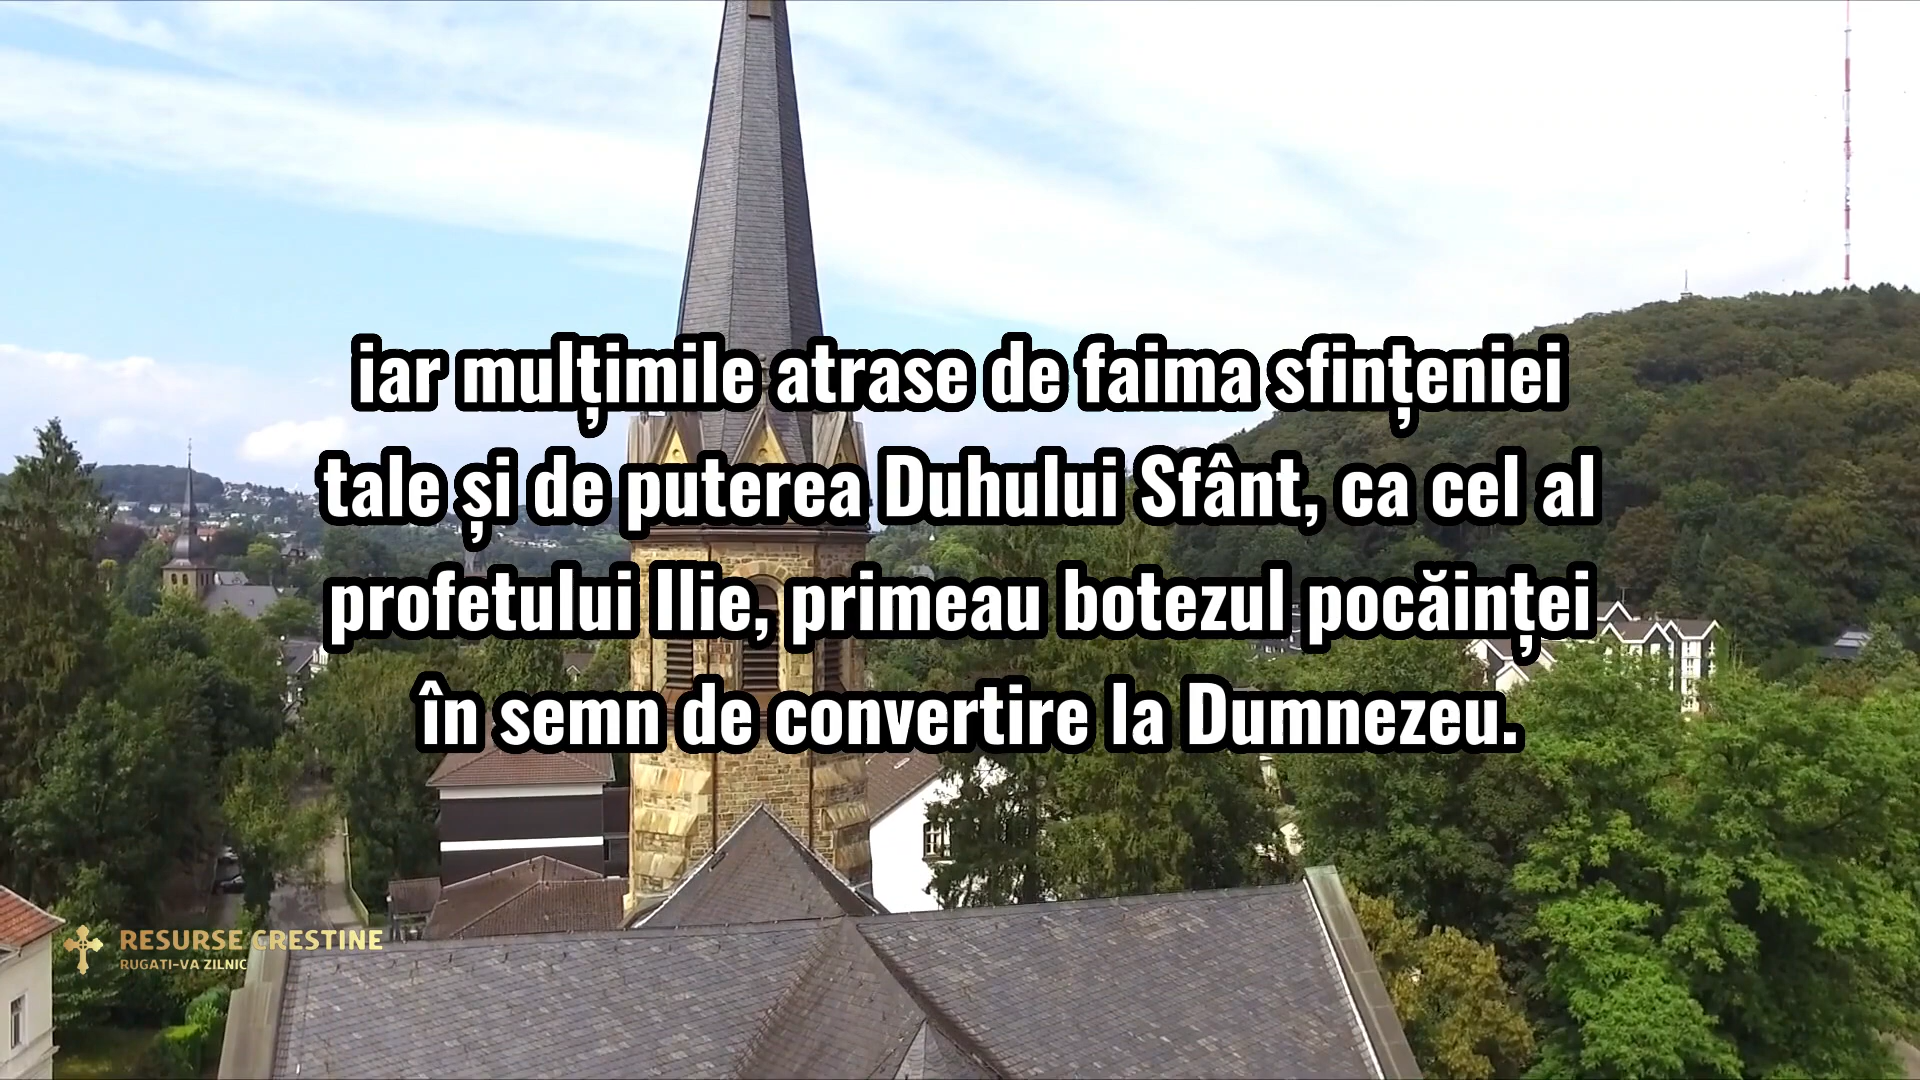 iar mulțimile atrase de faima sfințeniei
tale și de puterea Duhului Sfânt, ca cel al
profetului Ilie, primeau botezul pocăinței
în semn de convertire la Dumnezeu.
RESURSE CRESTINE
RUGATI-VA ZILNIC